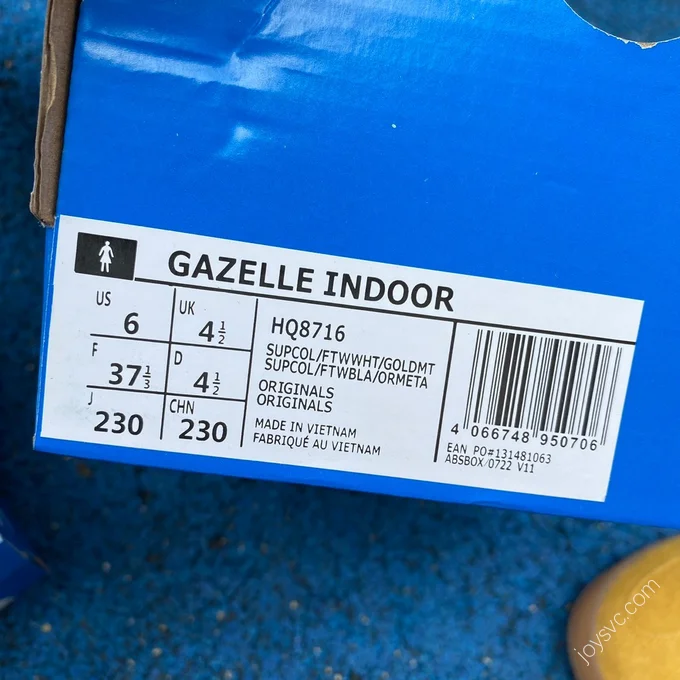 GAZELLE INDOOR
US 6
UK 4½
F 37⅓
D 4½
J 230
CHN 230
HQ8716
SUPCOL/FTWWHT/GOLDMT
SUPCOL/FTWBLA/ORMETA
ORIGINALS
ORIGINALS
MADE IN VIETNAM
FABRIQUÉ AU VIETNAM
4 066748 950706
EAN PO#131481063
ABSBOX/0722 V11
joysvc.com